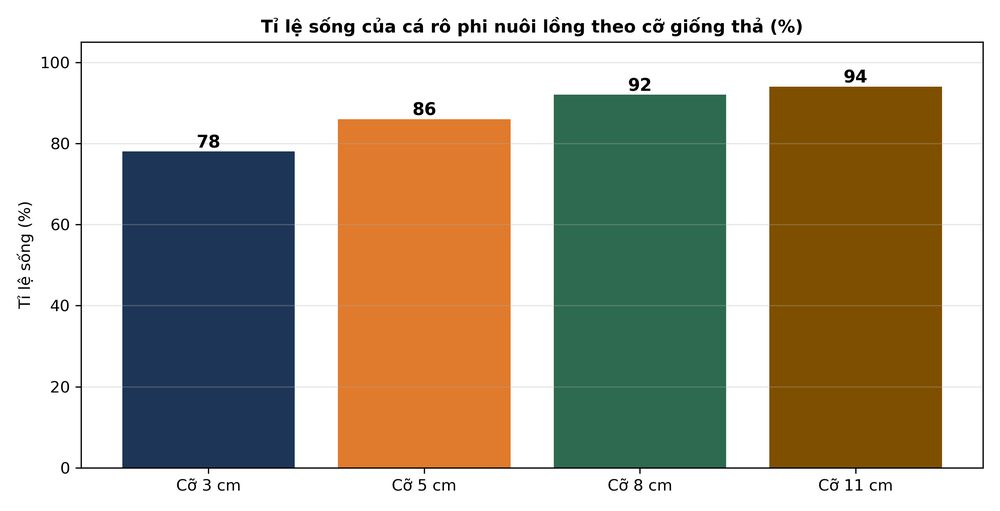 Tỉ lệ sống của cá rô phi nuôi lồng theo cỡ giống thả (%)
Tỉ lệ sống (%)
100
80
60
40
20
0
78
86
92
94
Cỡ 3 cm
Cỡ 5 cm
Cỡ 8 cm
Cỡ 11 cm